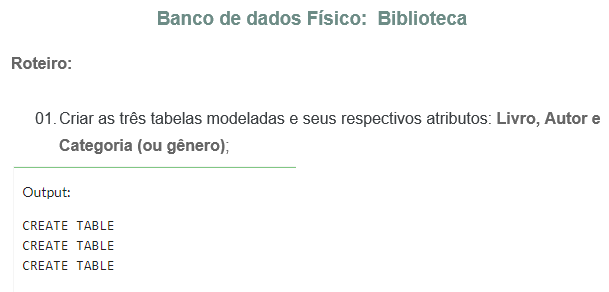 Banco de dados Físico:  Biblioteca
Roteiro:
01. Criar as três tabelas modeladas e seus respectivos atributos: Livro, Autor e
Categoria (ou gênero);
Output:
CREATE TABLE
CREATE TABLE
CREATE TABLE